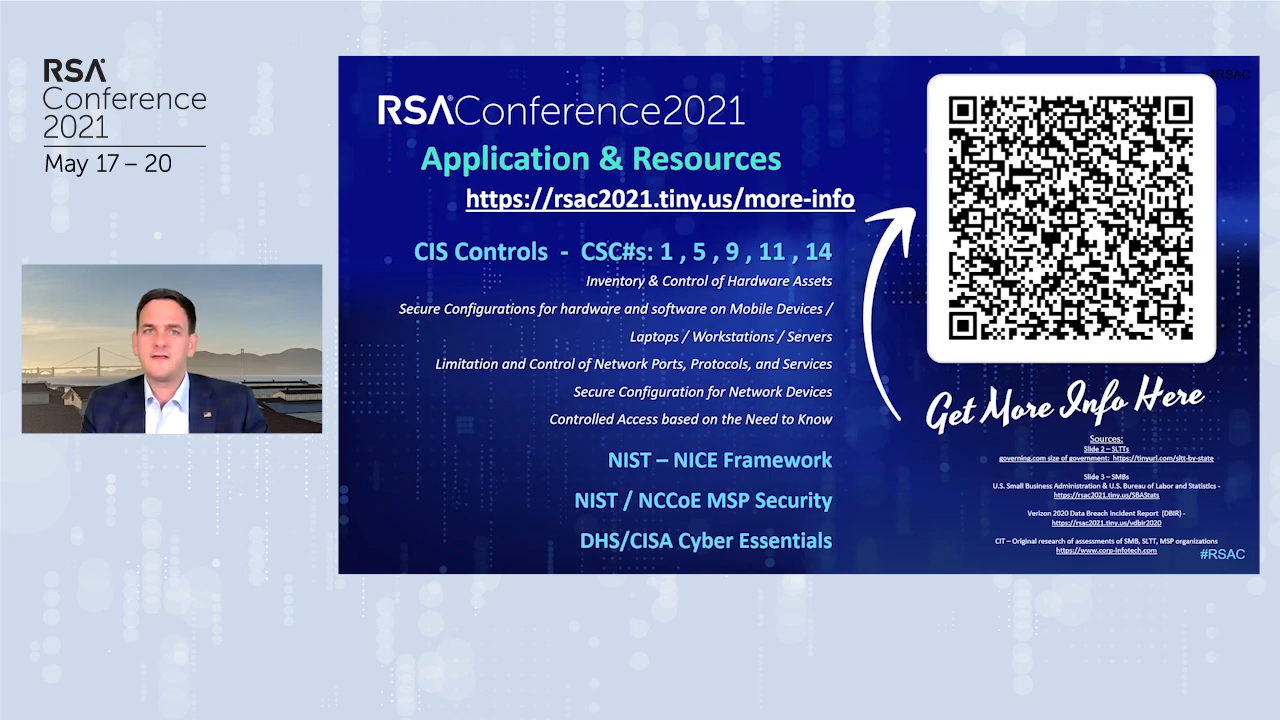 RSA
Conference
2021
May 17 – 20
#RSAC
RSAConference2021
Application & Resources
https://rsac2021.tiny.us/more-info
CIS Controls - CSC#s: 1 , 5 , 9 , 11 , 14
Inventory & Control of Hardware Assets
Secure Configurations for hardware and software on Mobile Devices /
Laptops / Workstations / Servers
Limitation and Control of Network Ports, Protocols, and Services
Secure Configuration for Network Devices
Controlled Access based on the Need to Know
NIST – NICE Framework
NIST / NCCoE MSP Security
DHS/CISA Cyber Essentials
Get More Info Here
Sources:
Slide 2 – SLTTs
governing.com size of government: https://tinyurl.com/sltt-by-state
Slide 3 – SMBs
U.S. Small Business Administration & U.S. Bureau of Labor and Statistics -
https://rsac2021.tiny.us/SBAStats
Verizon 2020 Data Breach Incident Report (DBIR) -
https://rsac2021.tiny.us/vdbir2020
CIT – Original research of assessments of SMB, SLTT, MSP organizations
https://www.corp-infotech.com
#RSAC